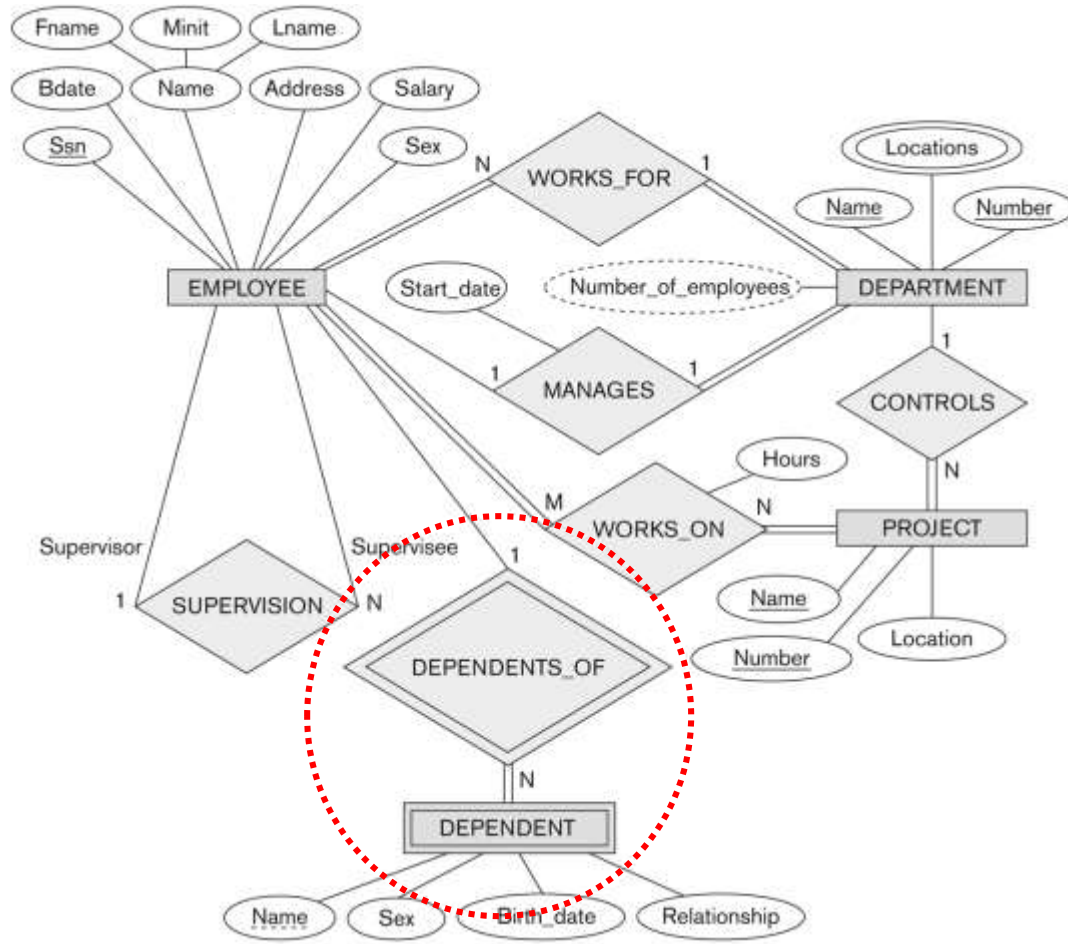 Fname
Minit
Lname
Bdate
Name
Address
Salary
Ssn
Sex
N
WORKS_FOR
1
Locations
Name
Number
EMPLOYEE
Start_date
Number_of_employees
DEPARTMENT
1
MANAGES
1
1
CONTROLS
N
Hours
M
WORKS_ON
N
PROJECT
Supervisor
Supervisee
1
1
SUPERVISION
N
Name
Number
Location
DEPENDENTS_OF
N
DEPENDENT
Name
Sex
Birth_date
Relationship